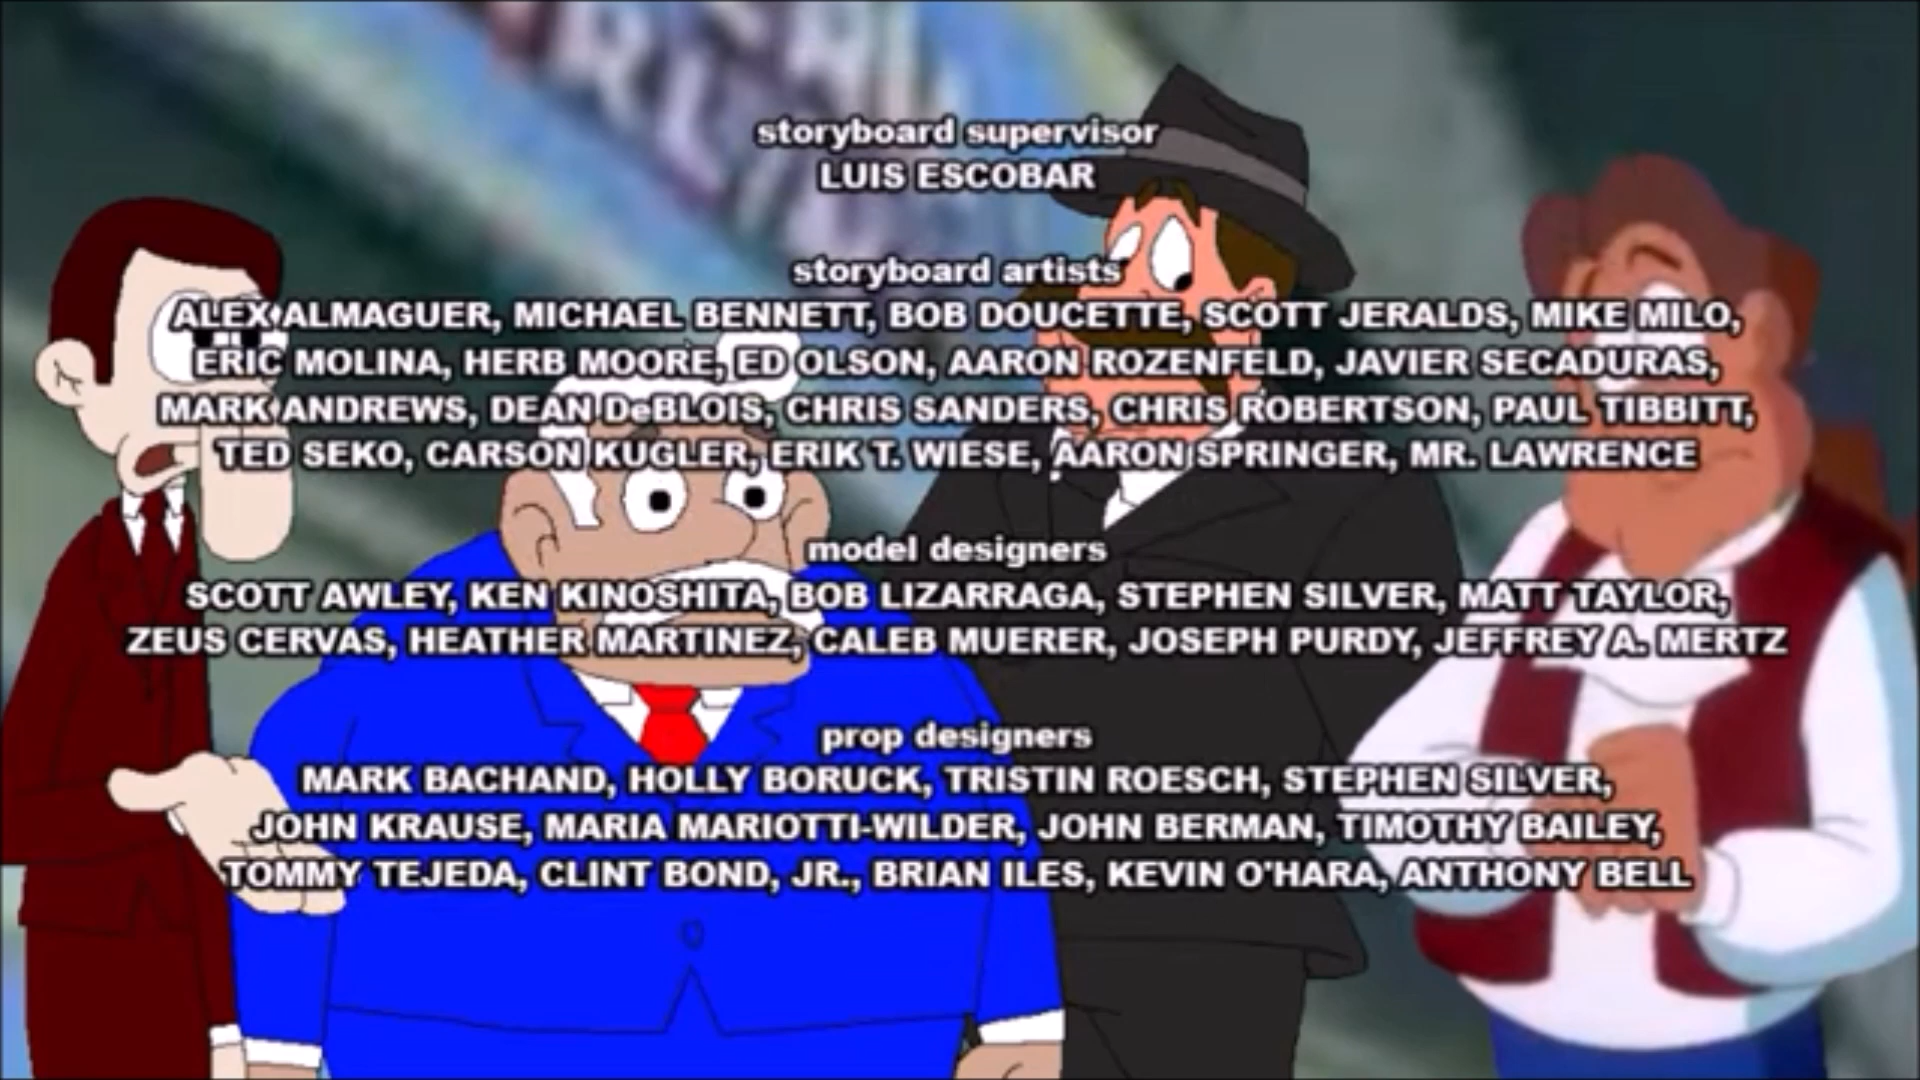 storyboard supervisor
LUIS ESCOBAR
storyboard artists
ALEX ALMAGUER, MICHAEL BENNETT, BOB DOUCETTE, SCOTT JERALDS, MIKE MILO,
ERIC MOLINA, HERB MOORE, ED OLSON, AARON ROZENFELD, JAVIER SECADURAS,
MARK ANDREWS, DEAN DeBLOIS, CHRIS SANDERS, CHRIS ROBERTSON, PAUL TIBBITT,
TED SEKO, CARSON KUGLER, ERIK T. WIESE, AARON SPRINGER, MR. LAWRENCE
model designers
SCOTT AWLEY, KEN KINOSHITA, BOB LIZARRAGA, STEPHEN SILVER, MATT TAYLOR,
ZEUS CERVAS, HEATHER MARTINEZ, CALEB MUERER, JOSEPH PURDY, JEFFREY A. MERTZ
prop designers
MARK BACHAND, HOLLY BORUCK, TRISTIN ROESCH, STEPHEN SILVER,
JOHN KRAUSE, MARIA MARIOTTI-WILDER, JOHN BERMAN, TIMOTHY BAILEY,
TOMMY TEJEDA, CLINT BOND, JR., BRIAN ILES, KEVIN O'HARA, ANTHONY BELL